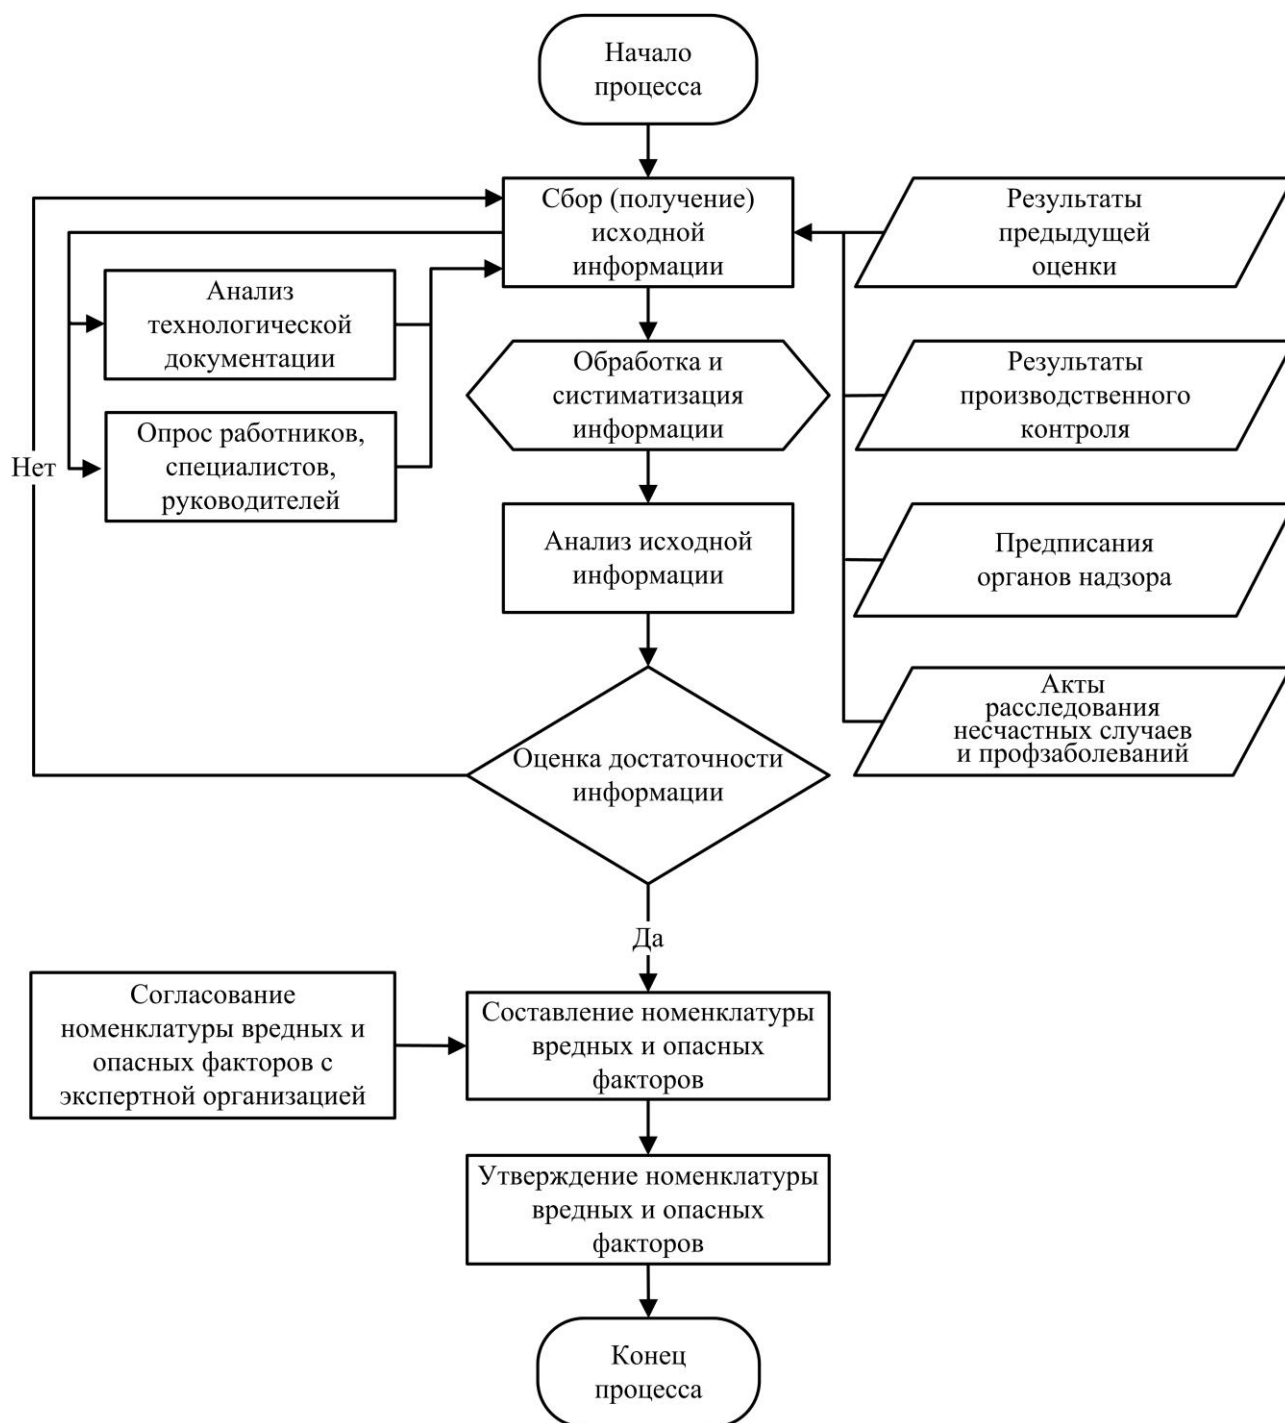 Начало
процесса
Сбор (получение)
исходной
информации
Результаты
предыдущей
оценки
Анализ
технологической
документации
Обработка и
систиматизация
информации
Результаты
производственного
контроля
Опрос работников,
специалистов,
руководителей
Нет
Анализ исходной
информации
Предписания
органов надзора
Акты
расследования
несчастных случаев
и профзаболеваний
Оценка достаточности
информации
Да
Согласование
номенклатуры вредных и
опасных факторов с
экспертной организацией
Составление номенклатуры
вредных и опасных
факторов
Утверждение номенклатуры
вредных и опасных
факторов
Конец
процесса